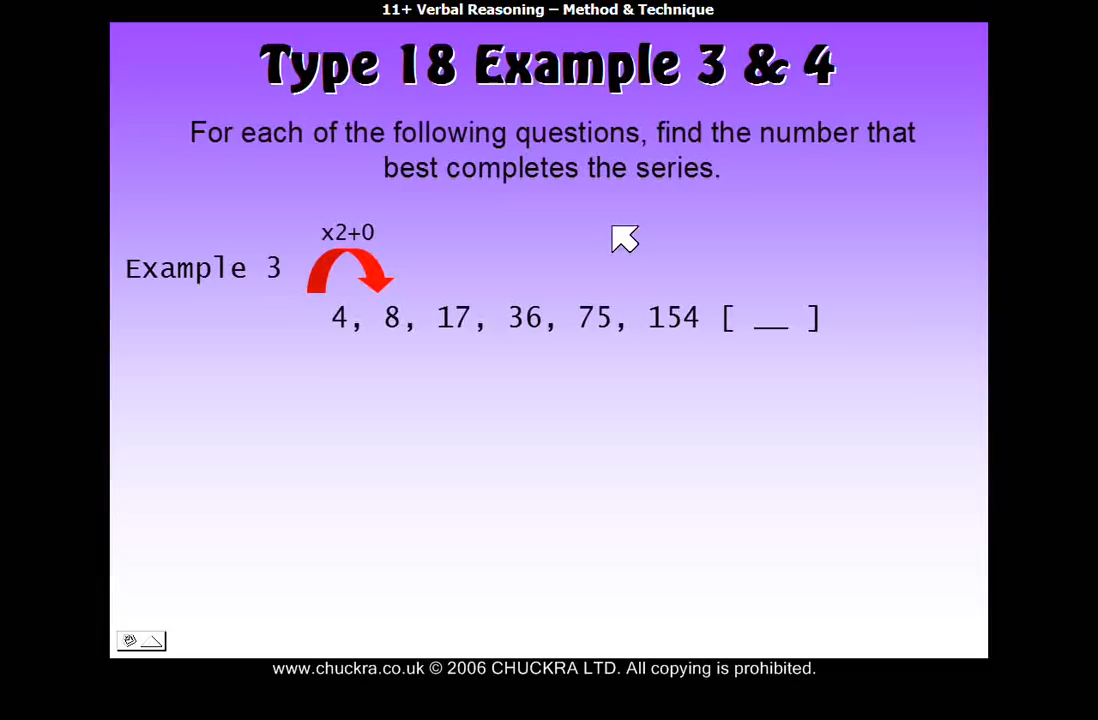 11+ Verbal Reasoning – Method & Technique
Type 18 Example 3 & 4
For each of the following questions, find the number that
best completes the series.
x2+0
Example 3
4, 8, 17, 36, 75, 154 [ __ ]
www.chuckra.co.uk © 2006 CHUCKRA LTD. All copying is prohibited.